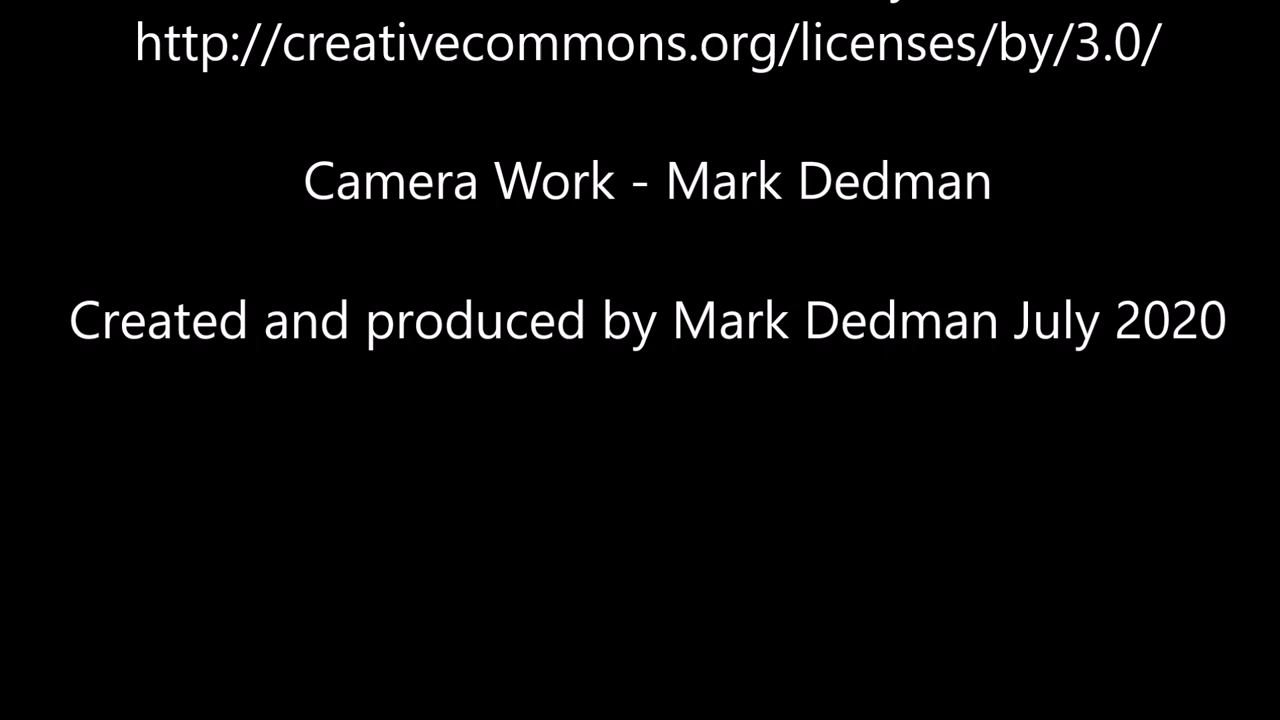 http://creativecommons.org/licenses/by/3.0/
Camera Work - Mark Dedman
Created and produced by Mark Dedman July 2020